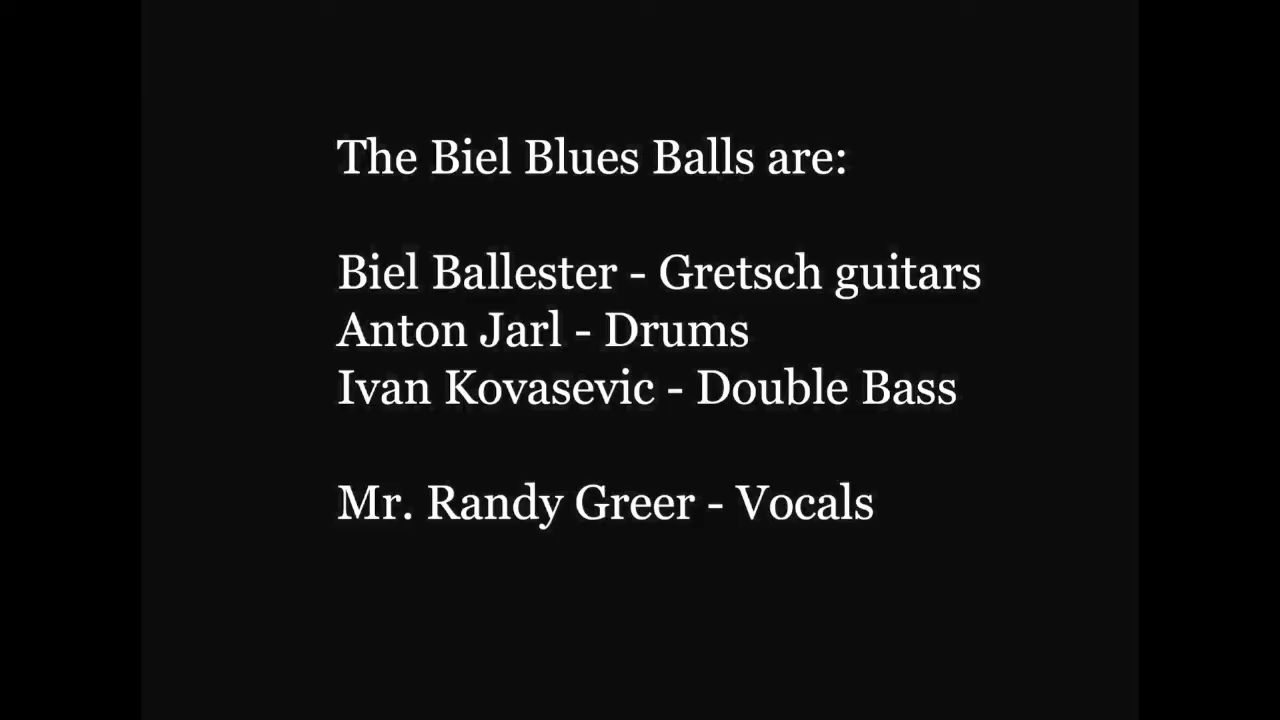 The Biel Blues Balls are:
Biel Ballester - Gretsch guitars
Anton Jarl - Drums
Ivan Kovasevic - Double Bass
Mr. Randy Greer - Vocals